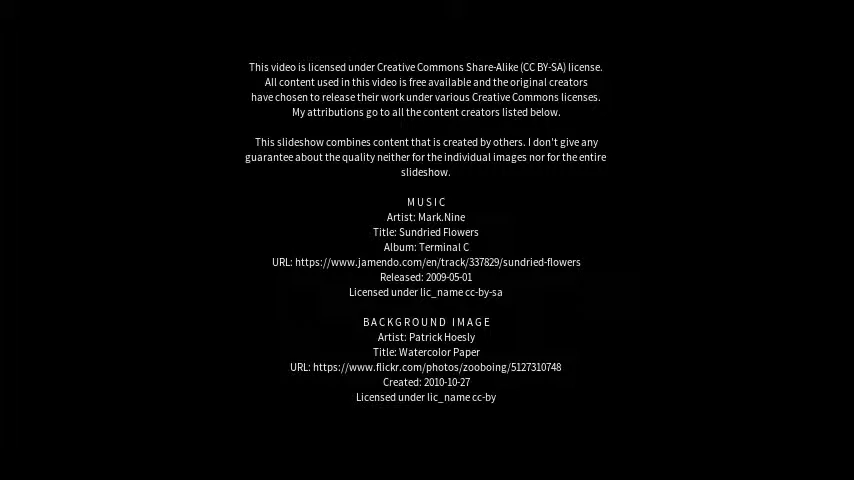 This video is licensed under Creative Commons Share-Alike (CC BY-SA) license.
All content used in this video is free available and the original creators
have chosen to release their work under various Creative Commons licenses.
My attributions go to all the content creators listed below.
This slideshow combines content that is created by others. I don't give any
guarantee about the quality neither for the individual images nor for the entire
slideshow.
MUSIC
Artist: Mark.Nine
Title: Sundried Flowers
Album: Terminal C
URL: https://www.jamendo.com/en/track/337829/sundried-flowers
Released: 2009-05-01
Licensed under lic_name cc-by-sa
BACKGROUND IMAGE
Artist: Patrick Hoesly
Title: Watercolor Paper
URL: https://www.flickr.com/photos/zooboing/5127310748
Created: 2010-10-27
Licensed under lic_name cc-by